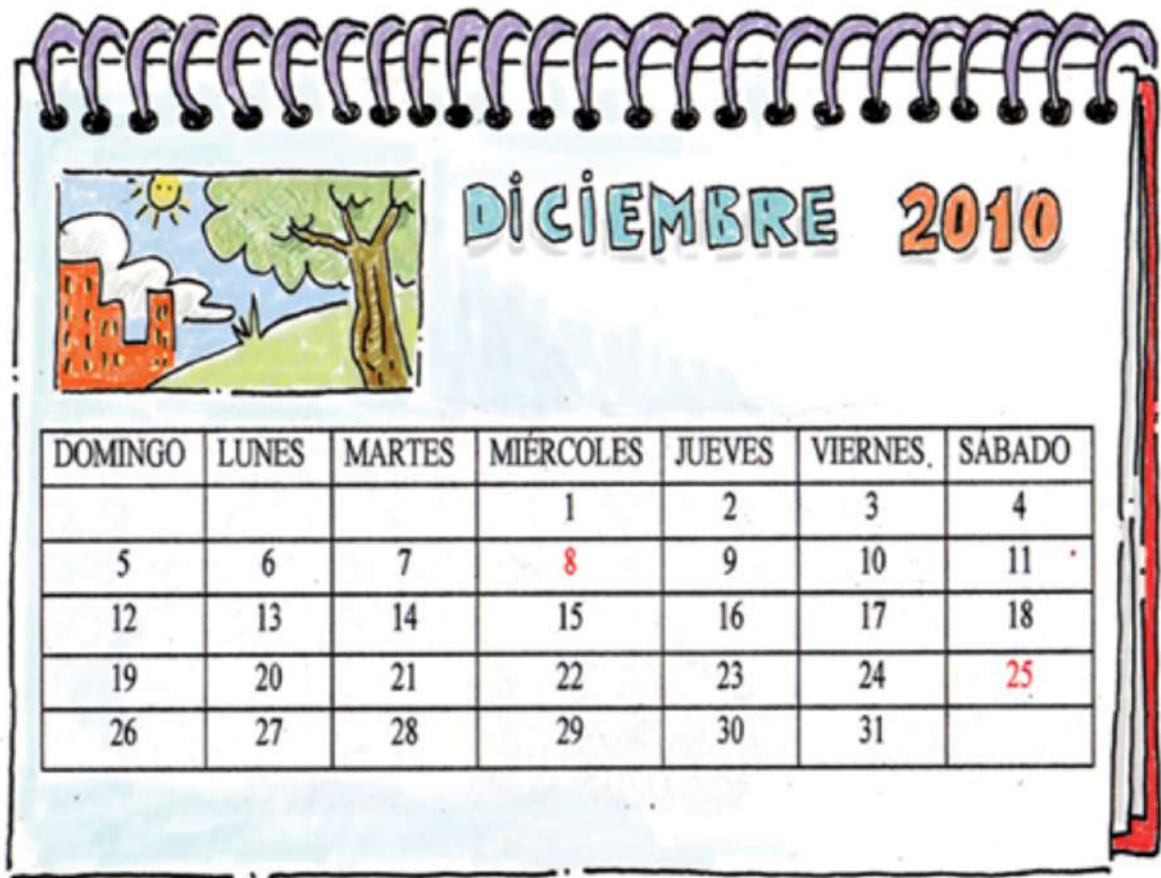 DICIEMBRE 2010
DOMINGO LUNES MARTES MIÉRCOLES JUEVES VIERNES. SÁBADO
1 2 3 4
5 6 7 8 9 10 11
12 13 14 15 16 17 18
19 20 21 22 23 24 25
26 27 28 29 30 31